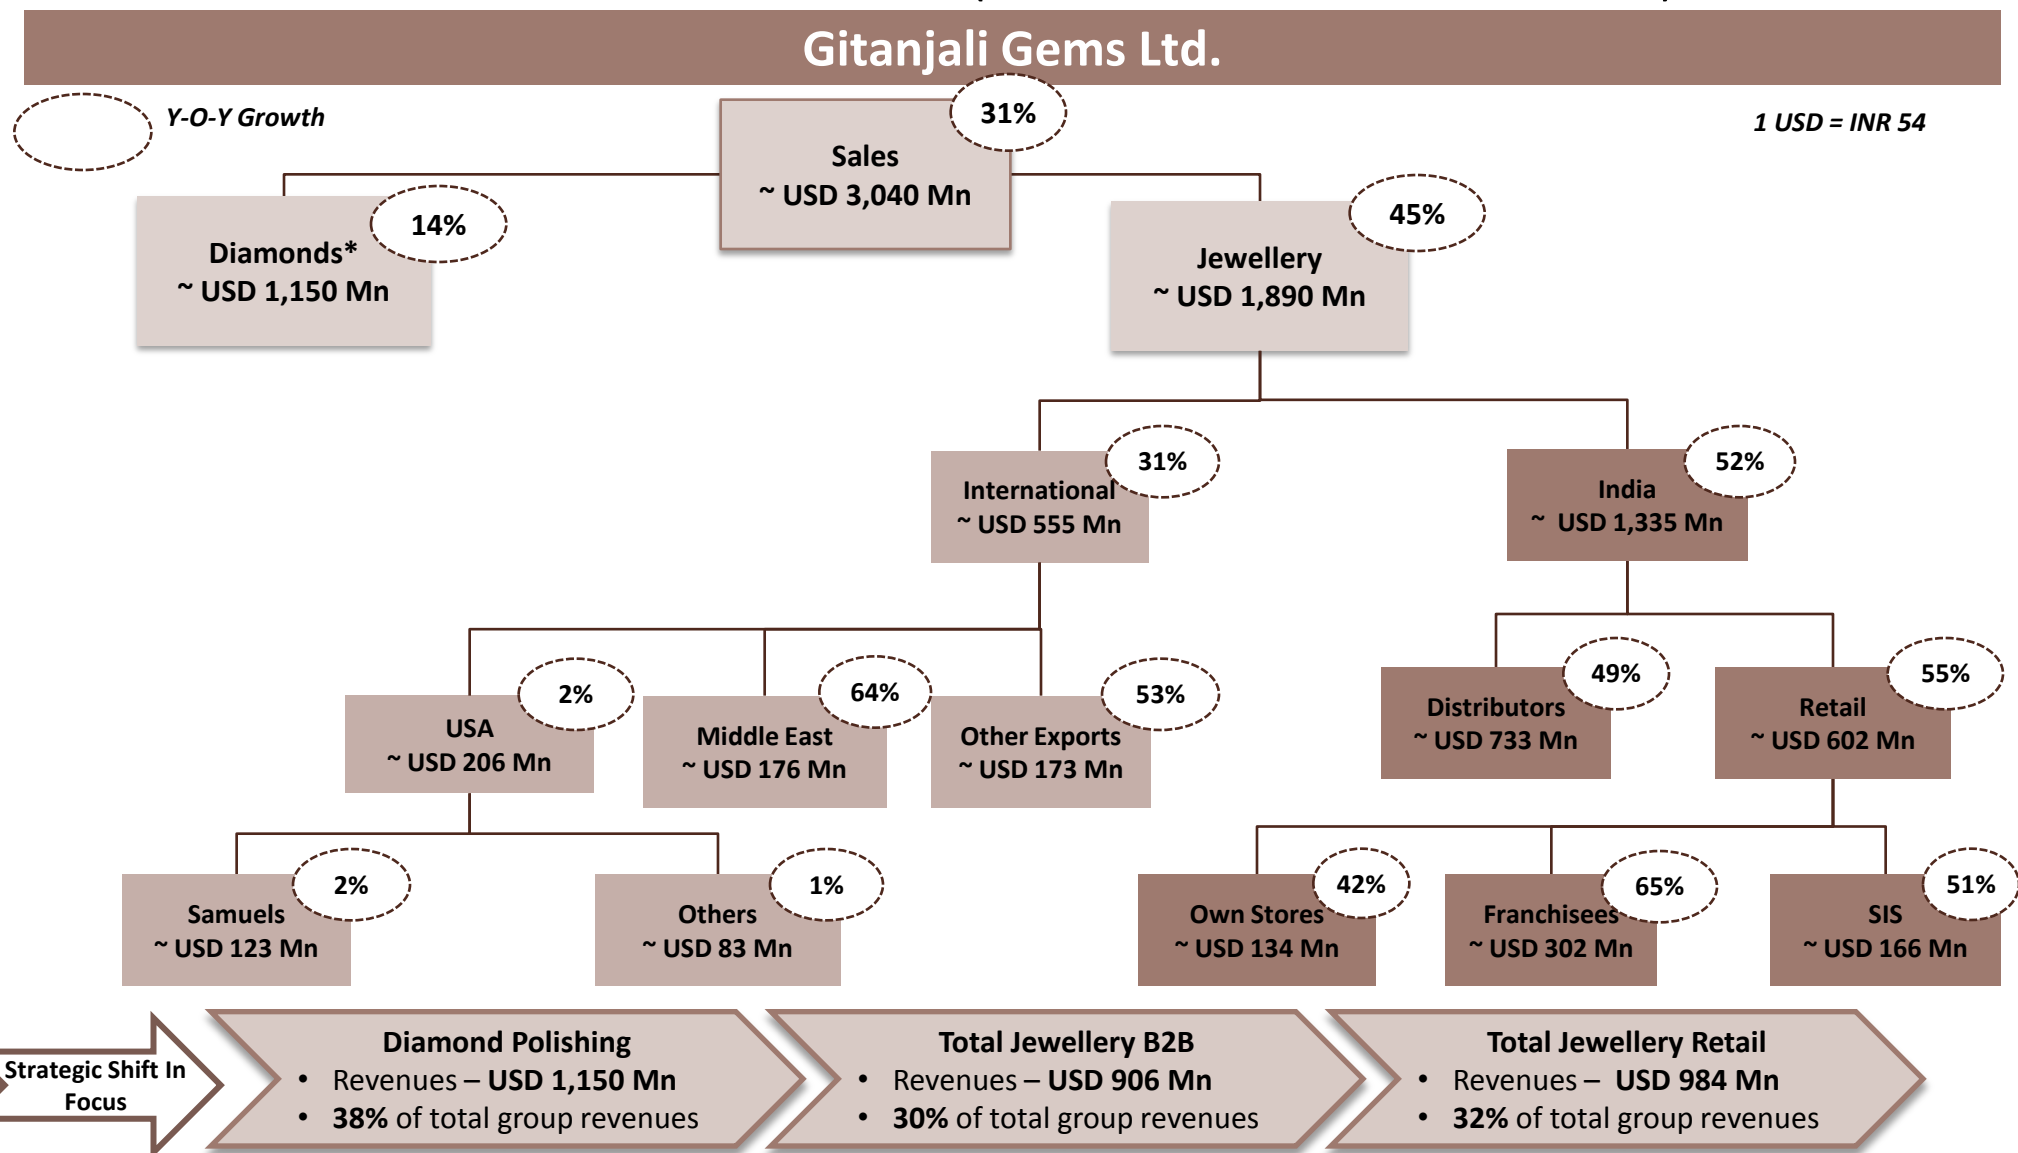 Gitanjali Gems Ltd.
Y-O-Y Growth
1 USD = INR 54
31%
Sales
~ USD 3,040 Mn
14%
Diamonds*
~ USD 1,150 Mn
45%
Jewellery
~ USD 1,890 Mn
31%
International
~ USD 555 Mn
52%
India
~ USD 1,335 Mn
2%
USA
~ USD 206 Mn
64%
Middle East
~ USD 176 Mn
53%
Other Exports
~ USD 173 Mn
49%
Distributors
~ USD 733 Mn
55%
Retail
~ USD 602 Mn
2%
Samuels
~ USD 123 Mn
1%
Others
~ USD 83 Mn
42%
Own Stores
~ USD 134 Mn
65%
Franchisees
~ USD 302 Mn
51%
SIS
~ USD 166 Mn
Strategic Shift In
Focus
Diamond Polishing
• Revenues – USD 1,150 Mn
• 38% of total group revenues
Total Jewellery B2B
• Revenues – USD 906 Mn
• 30% of total group revenues
Total Jewellery Retail
• Revenues – USD 984 Mn
• 32% of total group revenues